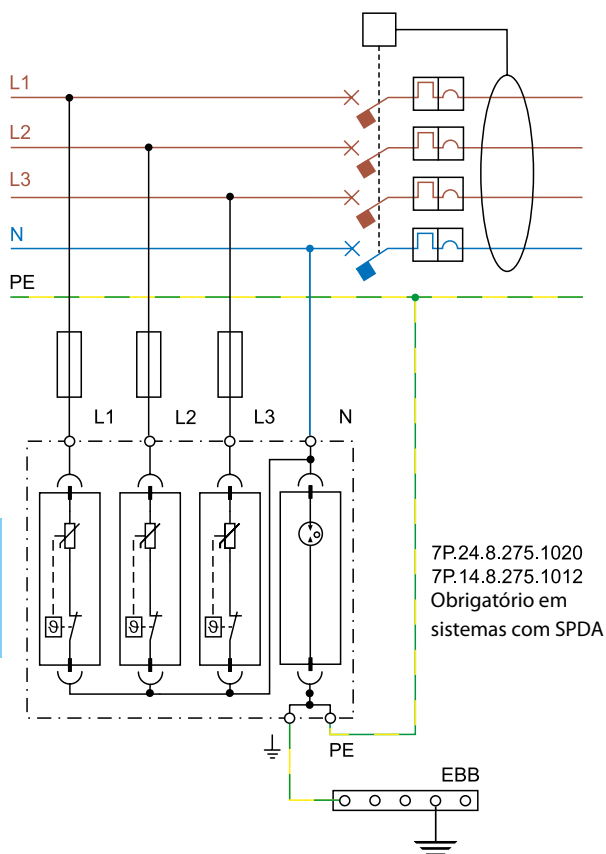 L1
L2
L3
N
PE
L1 L2 L3 N
ϑ ϑ ϑ
7P.24.8.275.1020
7P.14.8.275.1012
Obrigatório em
sistemas com SPDA
PE
EBB